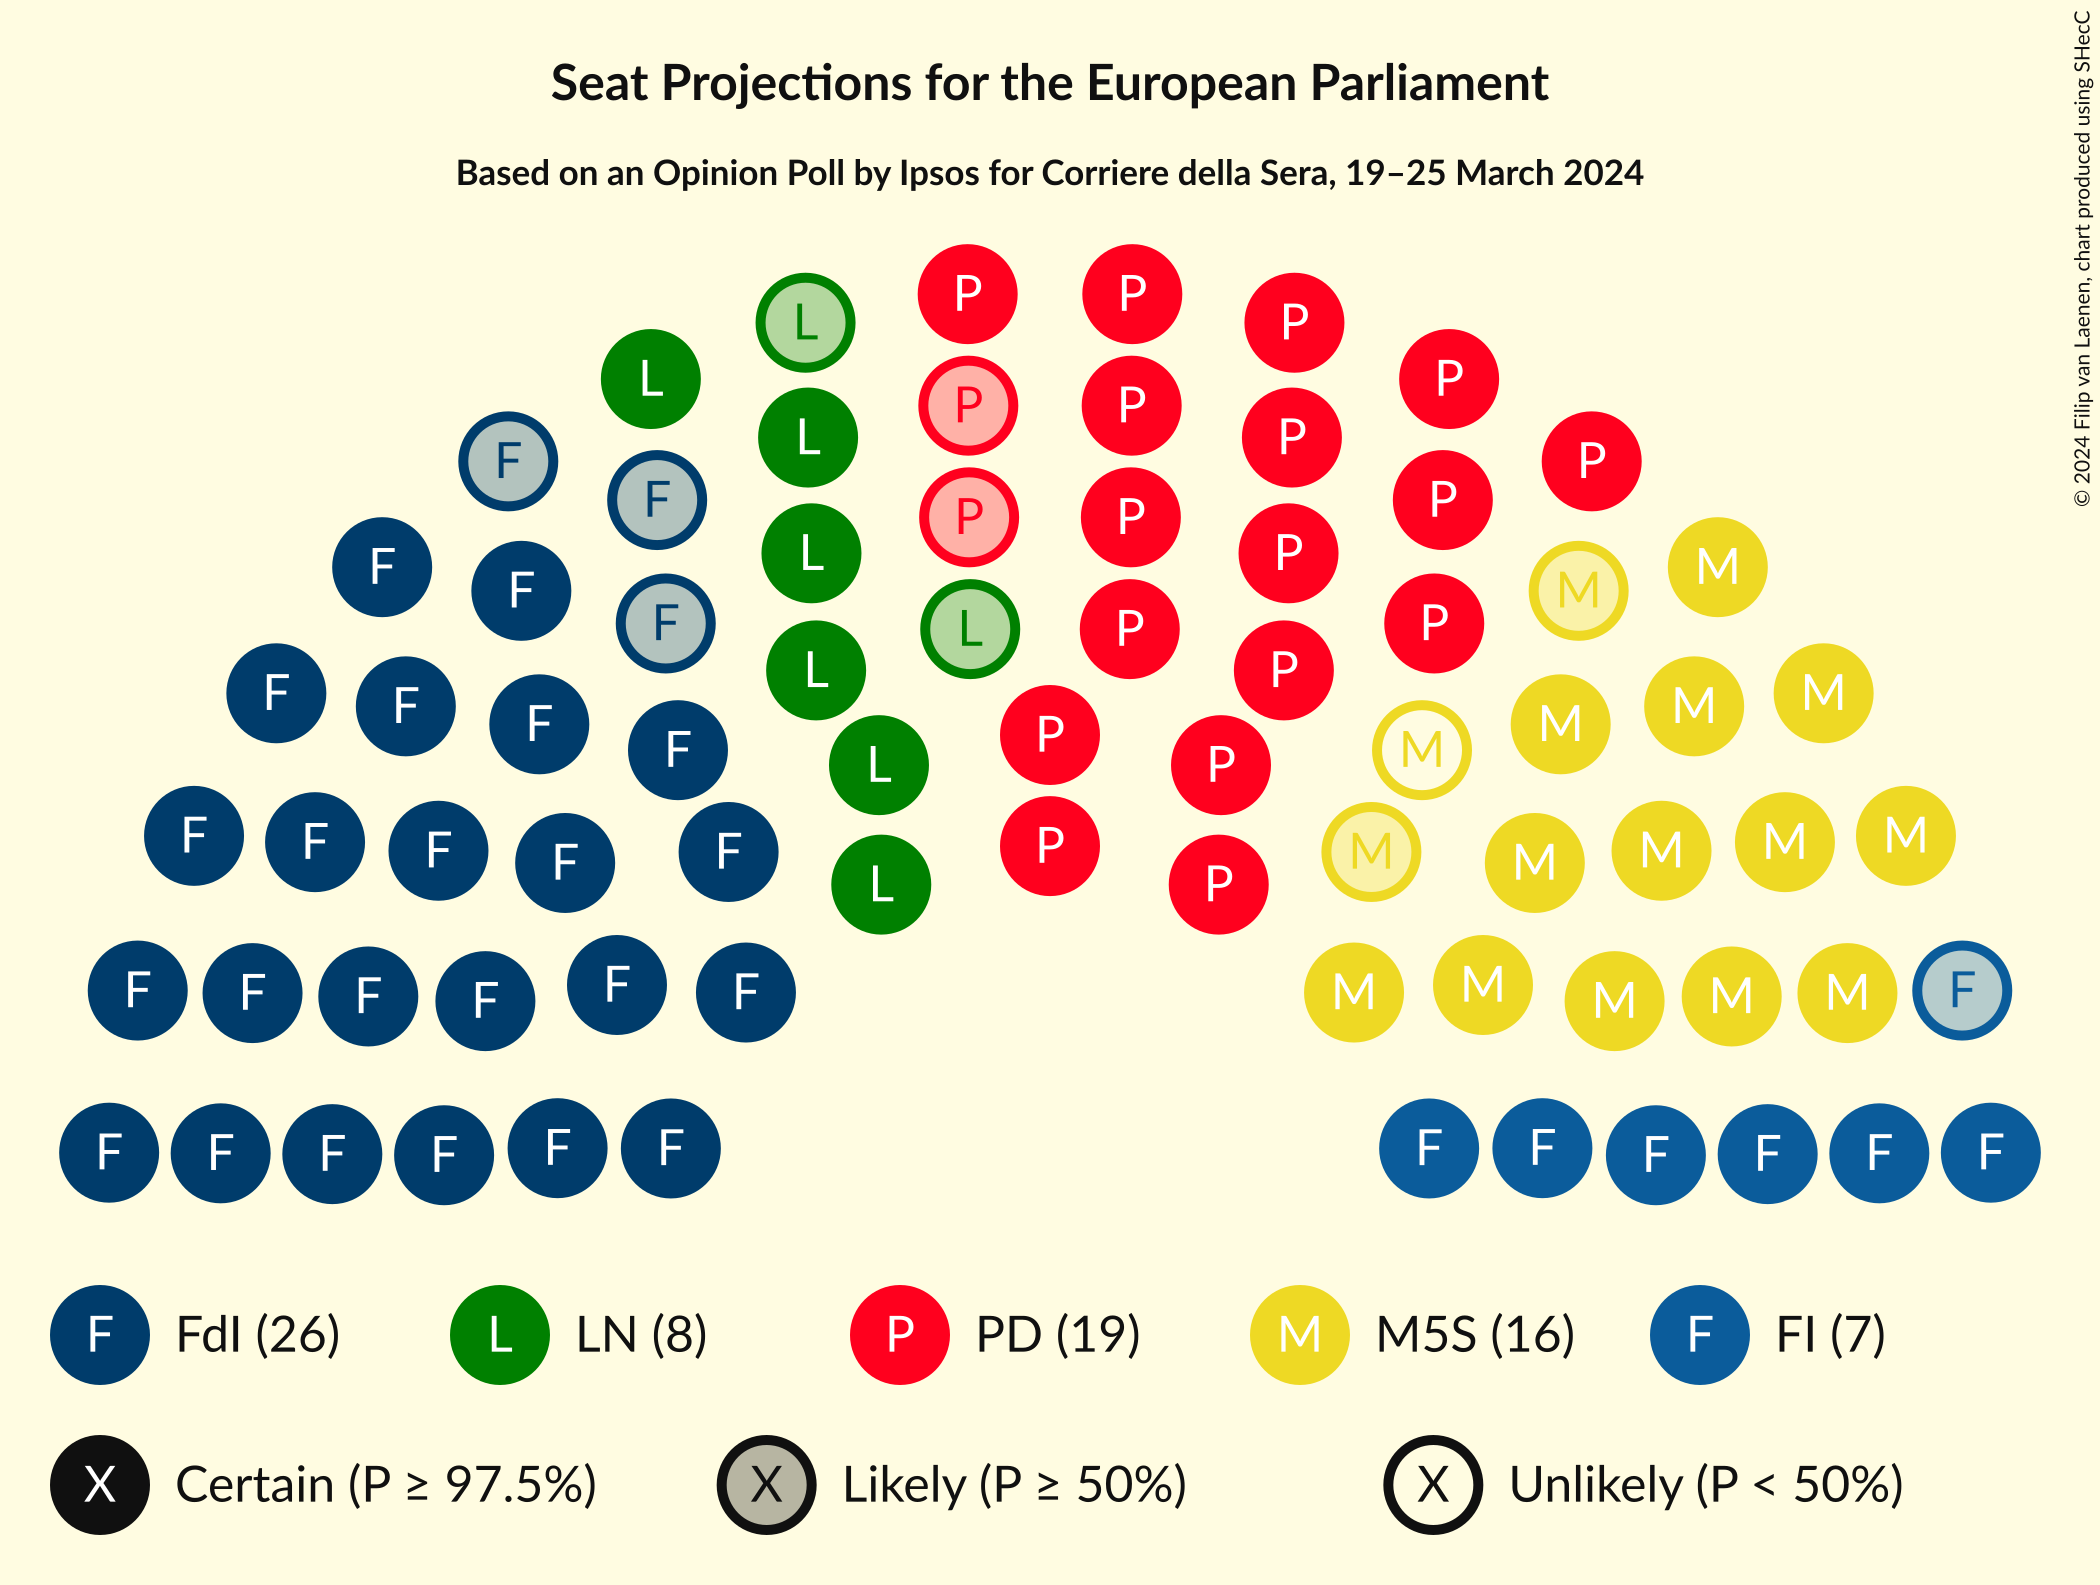 Seat Projections for the European Parliament
Based on an Opinion Poll by Ipsos for Corriere della Sera, 19–25 March 2024
© 2024 Filip van Laenen, chart produced using SHecC
P P
L P P
L P
P P
L P
F P
F P
L P
P P
L P
F M
F M
F M
L P
F P
L P
F M
F M
F M
P
F M
L P
F M
F M
F M
F M
F M
P
L P
F M
F F
F M
F M
F M
F M
F M
F F F F F F F F F F F F
F FdI (26) L LN (8) P PD (19) M M5S (16) F FI (7)
X Certain (P ≥ 97.5%) X Likely (P ≥ 50%) X Unlikely (P < 50%)